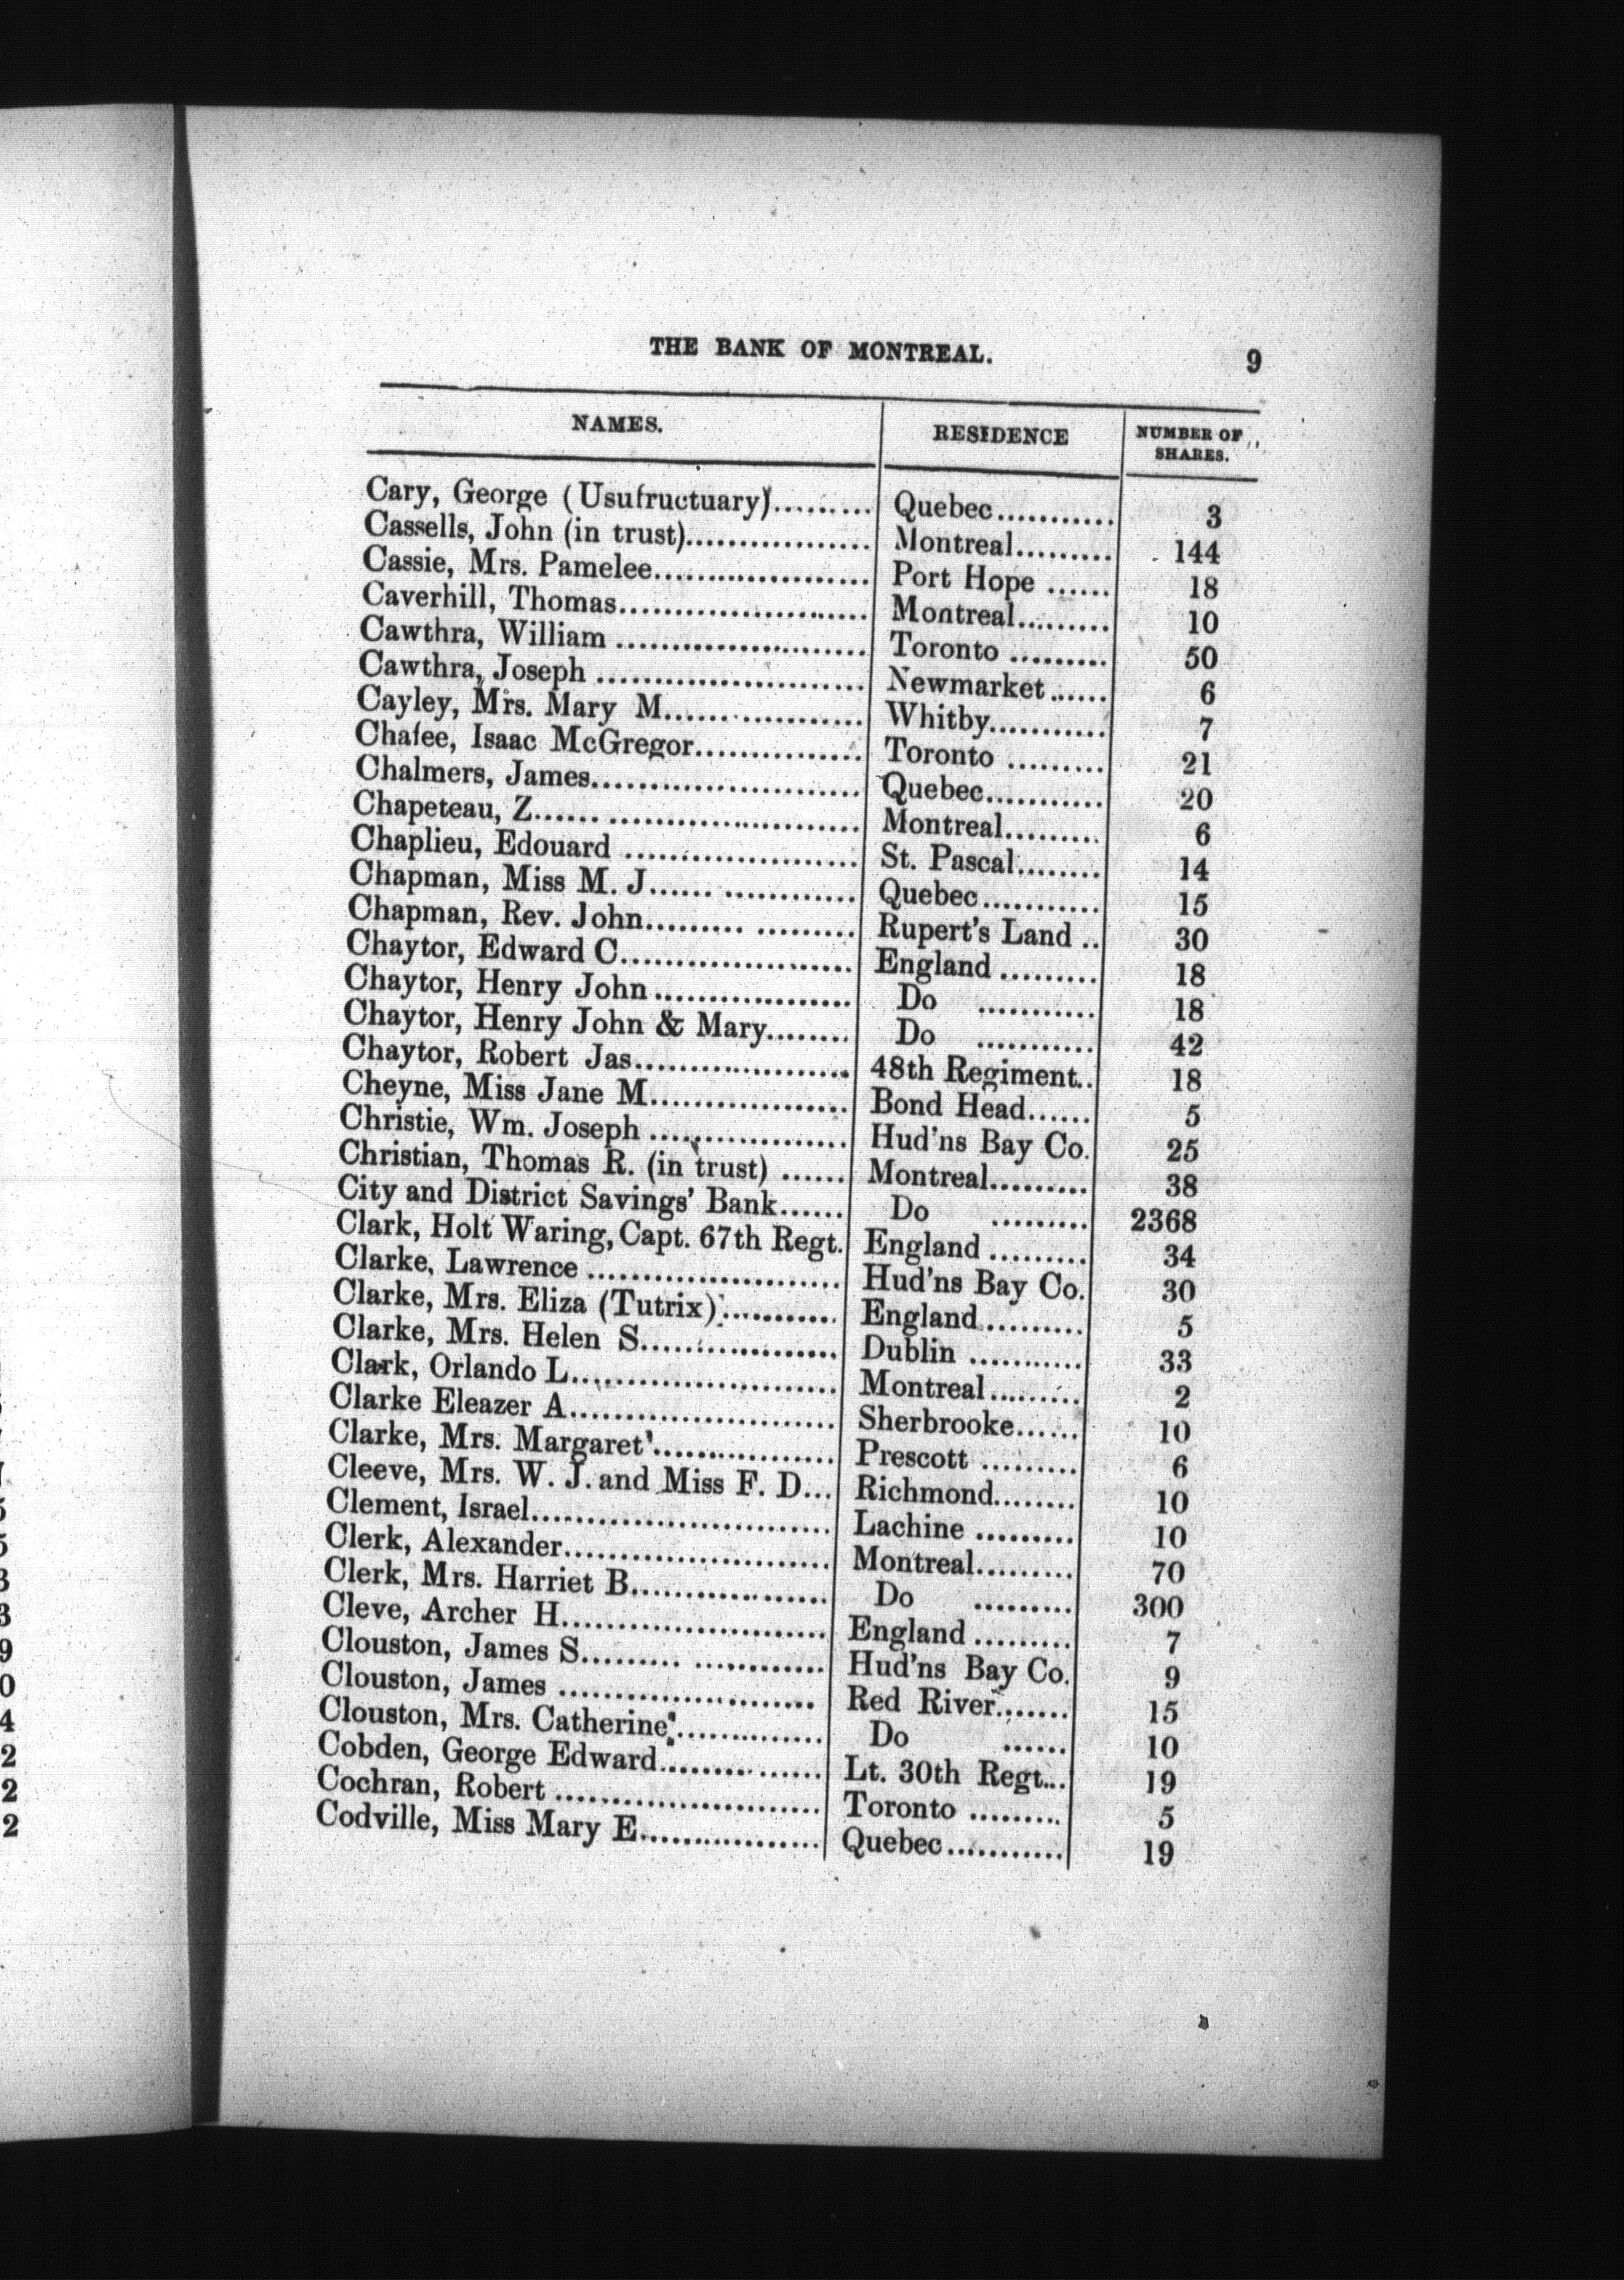 THE BANK OF MONTREAL. 9
NAMES. RESIDENCE NUMBER OF SHARES.
Cary, George (Usufructuary)......... Quebec........... 3
Cassells, John (in trust)................ Montreal......... 144
Cassie, Mrs. Pamelee................... Port Hope ...... 18
Caverhill, Thomas...................... Montreal......... 10
Cawthra, William ...................... Toronto ......... 50
Cawthra, Joseph ....................... Newmarket ...... 6
Cayley, Mrs. Mary M................... Whitby........... 7
Chafee, Isaac McGregor............... Toronto ......... 21
Chalmers, James........................ Quebec........... 20
Chapeteau, Z............................ Montreal......... 6
Chaplieu, Edouard ..................... St. Pascal........ 14
Chapman, Miss M. J................... Quebec........... 15
Chapman, Rev. John.................. Rupert's Land .. 30
Chaytor, Edward C..................... England ......... 18
Chaytor, Henry John .................. Do ........... 18
Chaytor, Henry John & Mary....... Do ........... 42
Chaytor, Robert Jas.................... 48th Regiment.. 18
Cheyne, Miss Jane M.................. Bond Head...... 5
Christie, Wm. Joseph .................. Hud'ns Bay Co. 25
Christian, Thomas R. (in trust) ...... Montreal......... 38
City and District Savings' Bank...... Do ......... 2368
Clark, Holt Waring, Capt. 67th Regt. England ......... 34
Clarke, Lawrence ....................... Hud'ns Bay Co. 30
Clarke, Mrs. Eliza (Tutrix).......... England.......... 5
Clarke, Mrs. Helen S.................. Dublin .......... 33
Clark, Orlando L........................ Montreal......... 2
Clarke Eleazer A........................ Sherbrooke...... 10
Clarke, Mrs. Margaret................. Prescott ......... 6
Cleeve, Mrs. W. J. and Miss F. D... Richmond........ 10
Clement, Israel........................... Lachine ......... 10
Clerk, Alexander........................ Montreal......... 70
Clerk, Mrs. Harriet B.................. Do ......... 300
Cleve, Archer H........................ England ......... 7
Clouston, James S...................... Hud'ns Bay Co. 9
Clouston, James ........................ Red River....... 15
Clouston, Mrs. Catherine.............. Do ...... 10
Cobden, George Edward............... Lt. 30th Regt... 19
Cochran, Robert ........................ Toronto ......... 5
Codville, Miss Mary E................. Quebec........... 19